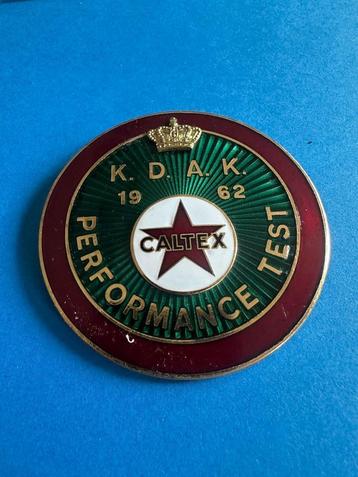 K. D. A. K.
19 62
CALTEX
PERFORMANCE TEST